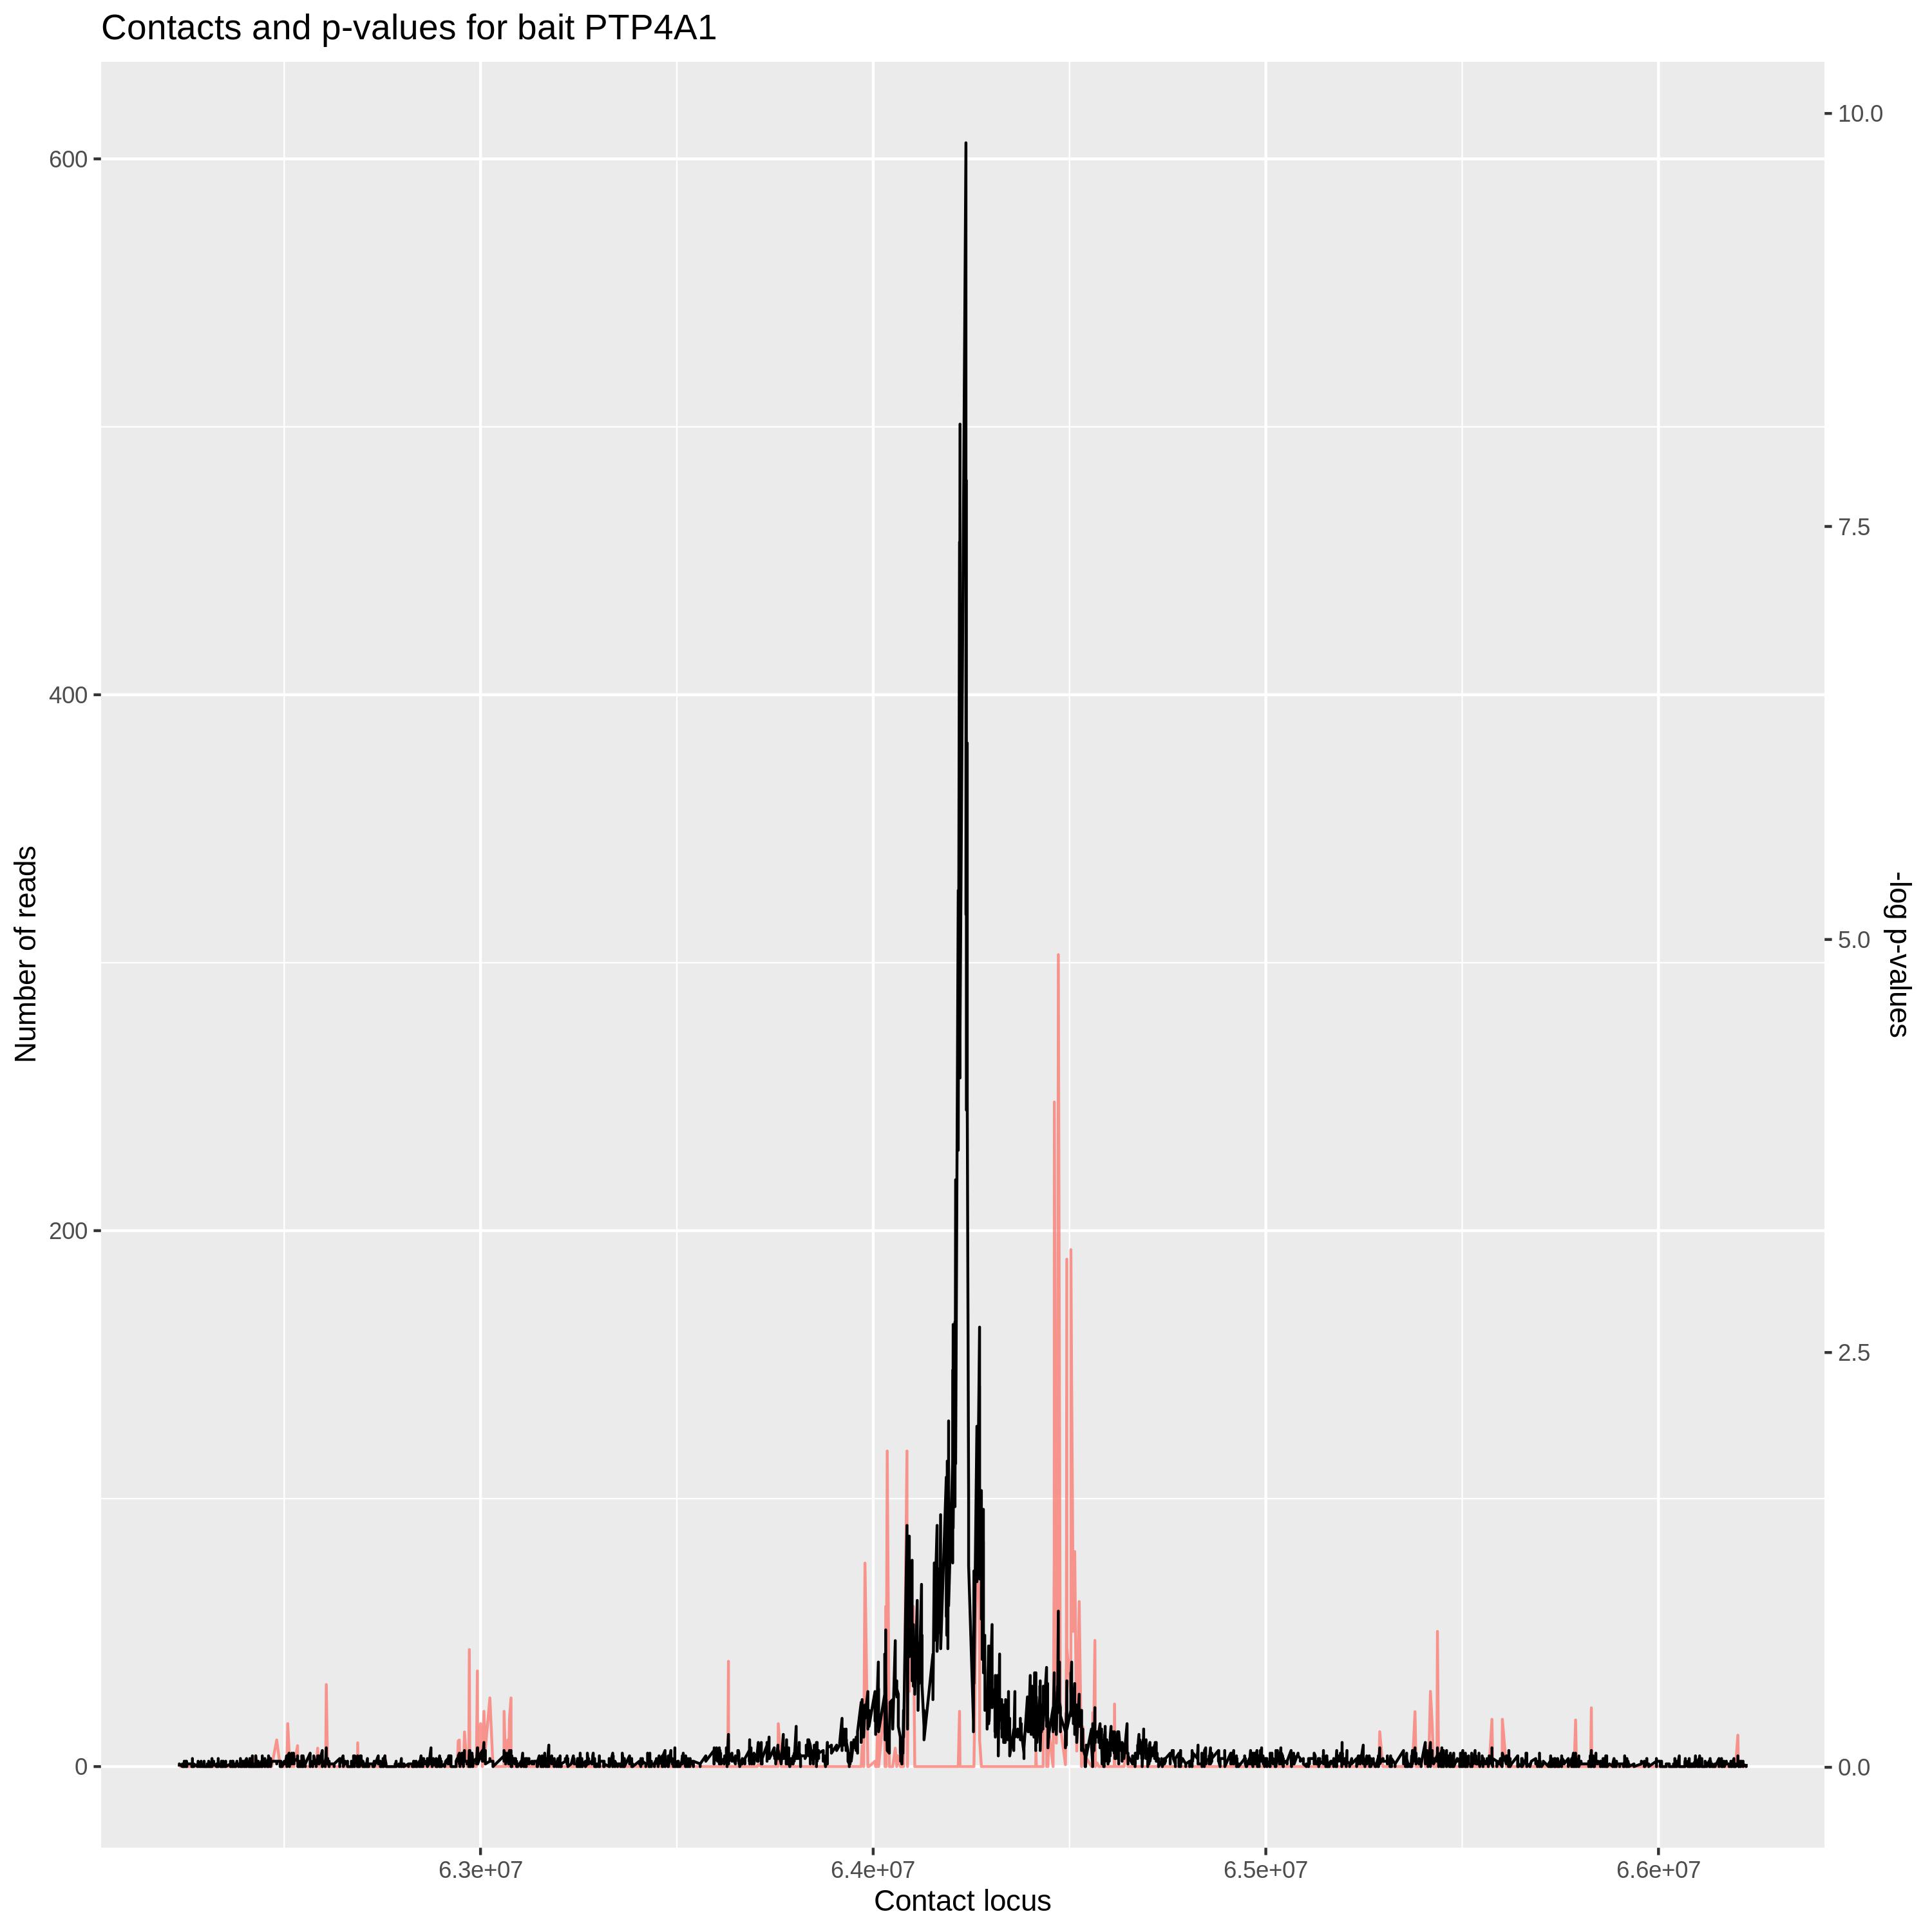 Contacts and p-values for bait PTP4A1
600
400
200
0
Number of reads
10.0
7.5
5.0
2.5
0.0
-log p-values
6.3e+07
6.4e+07
6.5e+07
6.6e+07
Contact locus